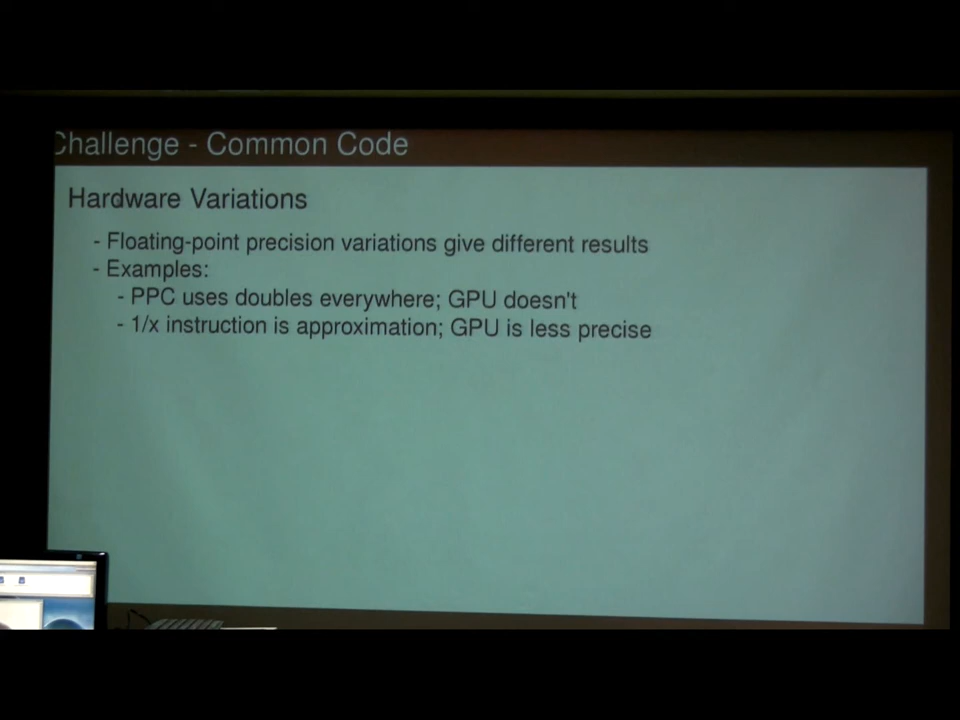 Challenge - Common Code
Hardware Variations
- Floating-point precision variations give different results
- Examples:
- PPC uses doubles everywhere; GPU doesn't
- 1/x instruction is approximation; GPU is less precise